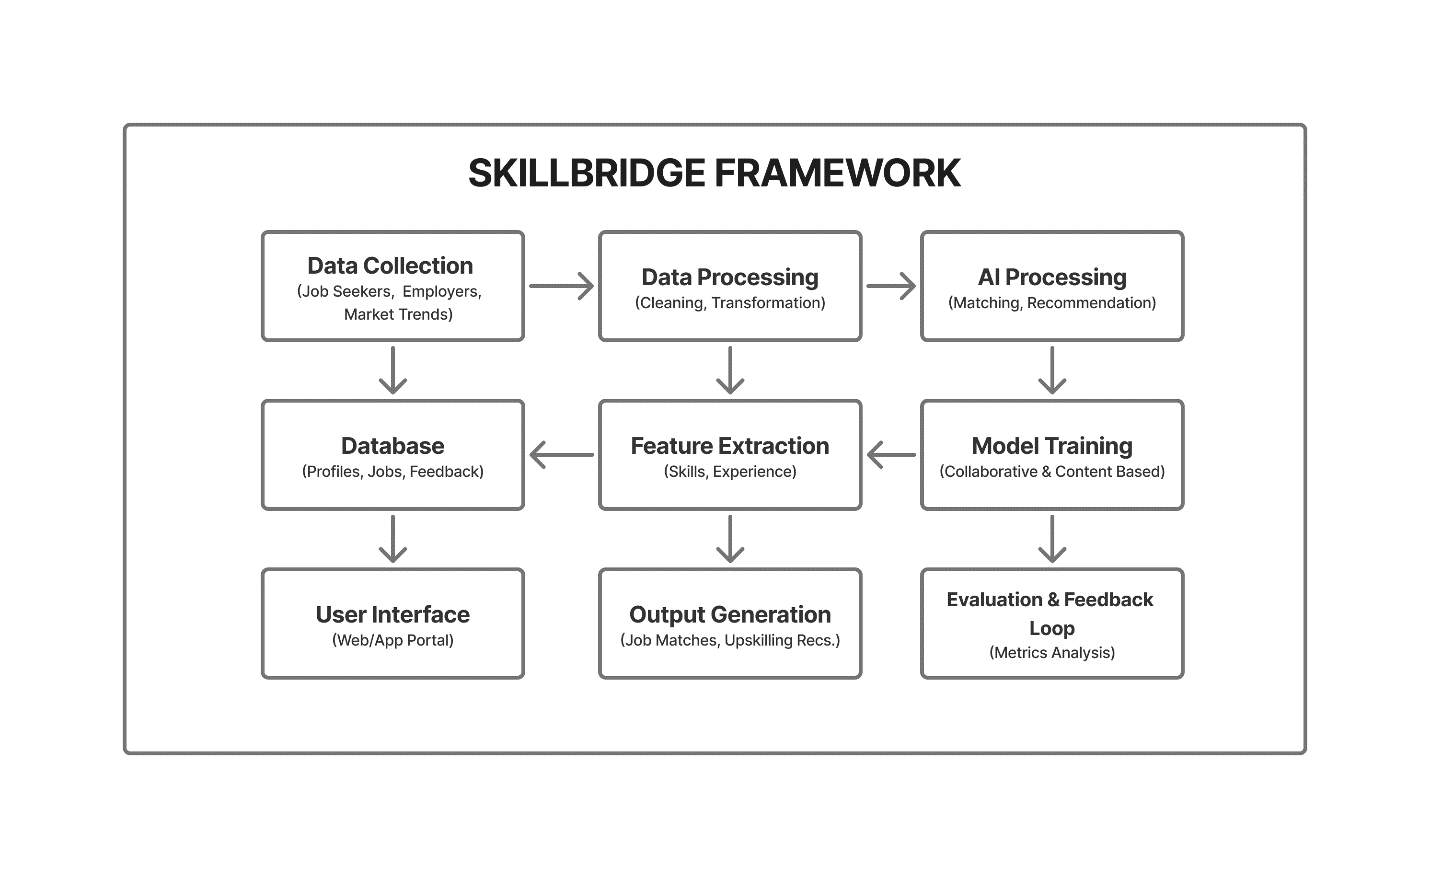 SKILLBRIDGE FRAMEWORK
Data Collection
(Job Seekers, Employers,
Market Trends)
Data Processing
(Cleaning, Transformation)
AI Processing
(Matching, Recommendation)
Database
(Profiles, Jobs, Feedback)
Feature Extraction
(Skills, Experience)
Model Training
(Collaborative & Content Based)
User Interface
(Web/App Portal)
Output Generation
(Job Matches, Upskilling Recs.)
Evaluation & Feedback
Loop
(Metrics Analysis)